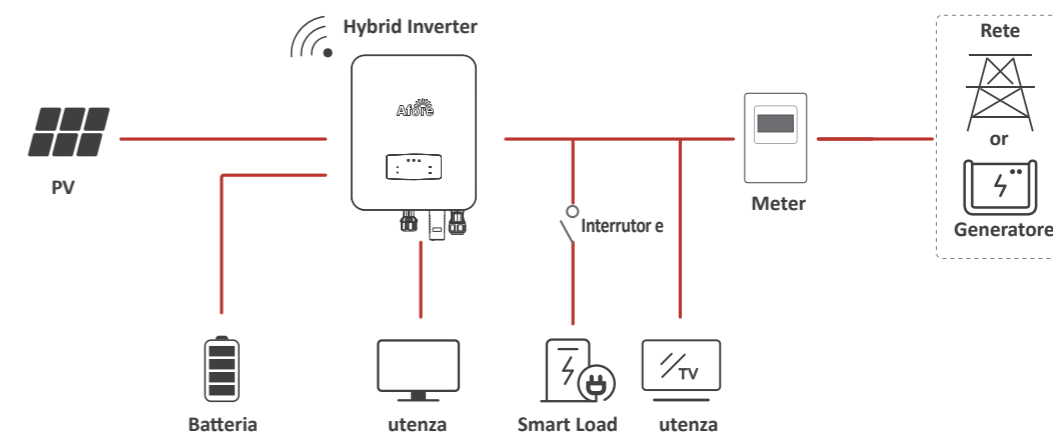 Hybrid Inverter
Rete
Afore
or
PV
Meter
Interrutor e
Generatore
TV
Batteria
utenza
Smart Load
utenza